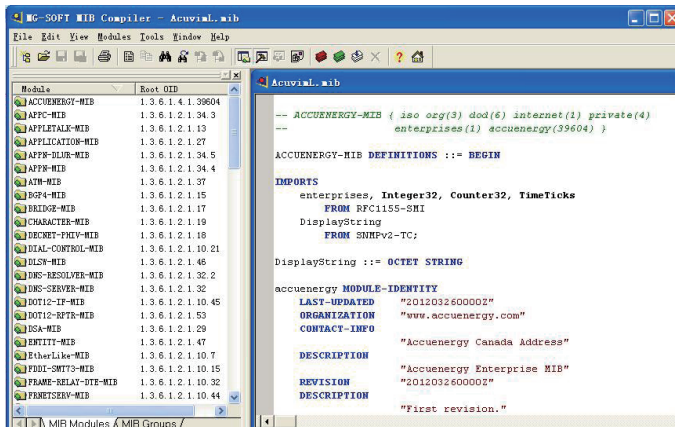 MG-SOFT MIB Compiler - AcuvimL.mib
File Edit View Modules Tools Window Help
Module Root OID
ACCUENERGY-MIB 1.3.6.1.4.1.39604
APPC-MIB 1.3.6.1.2.1.34.3
APPLETALK-MIB 1.3.6.1.2.1.13
APPLICATION-MIB 1.3.6.1.2.1.27
APPN-DLUR-MIB 1.3.6.1.2.1.34.5
APPN-MIB 1.3.6.1.2.1.34.4
ATM-MIB 1.3.6.1.2.1.37
BGP4-MIB 1.3.6.1.2.1.15
BRIDGE-MIB 1.3.6.1.2.1.17
CHARACTER-MIB 1.3.6.1.2.1.19
DECNET-PHIV-MIB 1.3.6.1.2.1.18
DIAL-CONTROL-MIB 1.3.6.1.2.1.10.21
DLSW-MIB 1.3.6.1.2.1.46
DNS-RESOLVER-MIB 1.3.6.1.2.1.32.2
DNS-SERVER-MIB 1.3.6.1.2.1.32
DOT12-IF-MIB 1.3.6.1.2.1.10.45
DOT12-RPTR-MIB 1.3.6.1.2.1.53
DSA-MIB 1.3.6.1.2.1.29
ENTITY-MIB 1.3.6.1.2.1.47
EtherLike-MIB 1.3.6.1.2.1.10.7
FDDI-SMT73-MIB 1.3.6.1.2.1.10.15
FRAME-RELAY-DTE-MIB 1.3.6.1.2.1.10.32
FRNETSERV-MIB 1.3.6.1.2.1.10.44
MIB Modules MIB Groups
AcuvimL.mib
-- ACCUENERGY-MIB { iso org(3) dod(6) internet(1) private(4)
-- enterprises(1) accuenergy(39604) }
ACCUENERGY-MIB DEFINITIONS ::= BEGIN
IMPORTS
enterprises, Integer32, Counter32, TimeTicks
FROM RFC1155-SMI
DisplayString
FROM SNMPv2-TC;
DisplayString ::= OCTET STRING
accuenergy MODULE-IDENTITY
LAST-UPDATED "201203260000Z"
ORGANIZATION "www.accuenergy.com"
CONTACT-INFO
"Accuenergy Canada Address"
DESCRIPTION
"Accuenergy Enterprise MIB"
REVISION "201203260000Z"
DESCRIPTION
"First revision."